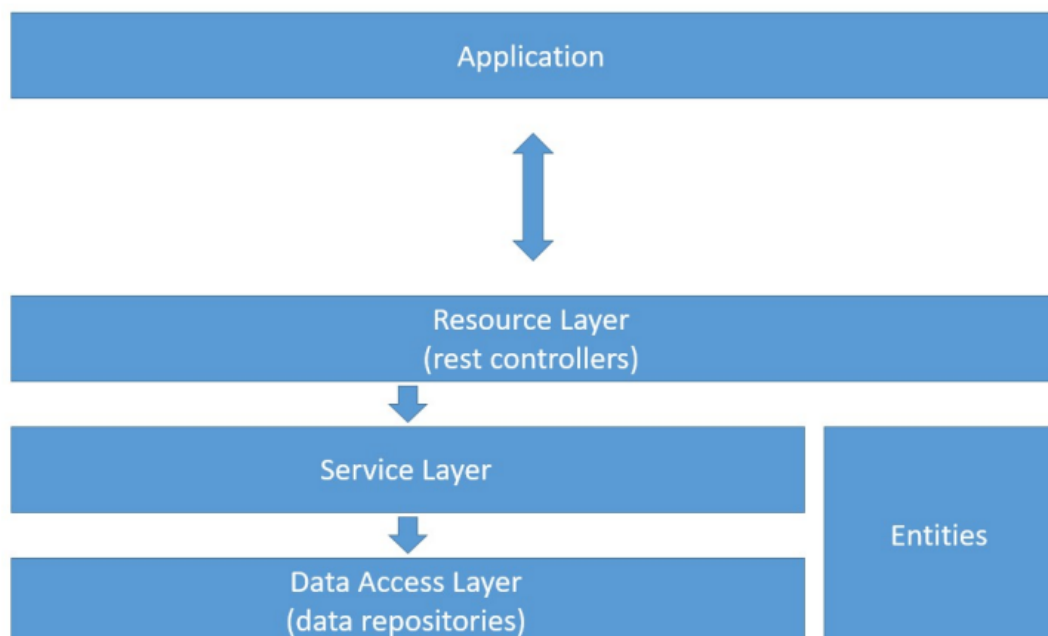 Application
Resource Layer
(rest controllers)
Service Layer
Entities
Data Access Layer
(data repositories)